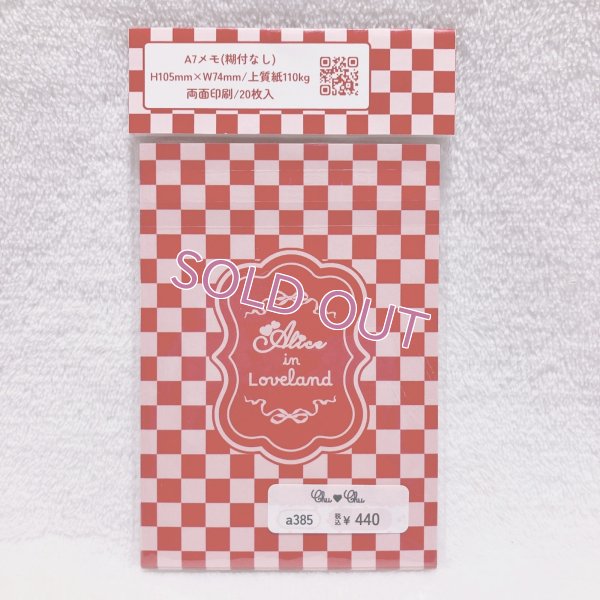 A7メモ(糊付なし)
H105mm×W74mm/上質紙110kg
両面印刷/20枚入
SOLD OUT
Alice
in
Loveland
Chu♥Chu
a385 税込¥ 440